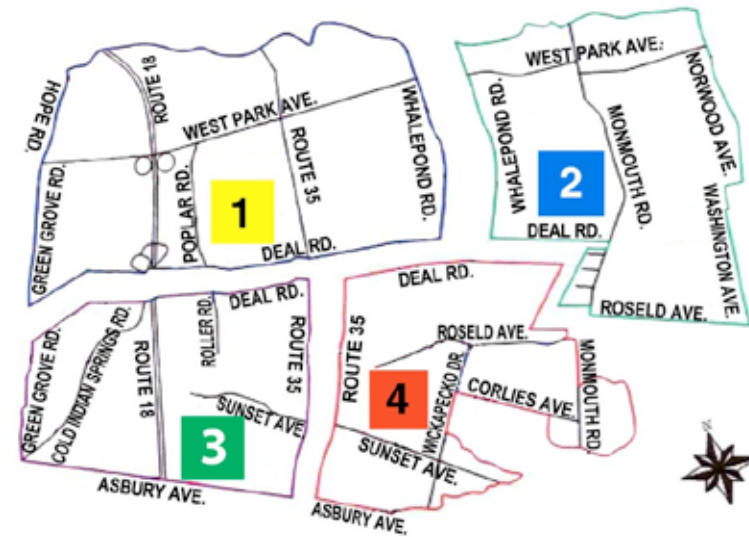 HOPE RD.
ROUTE 18
WEST PARK AVE.
GREEN GROVE RD.
POPLAR RD.
1
ROUTE 35
WHALEPOND RD.
DEAL RD.
WEST PARK AVE.
WHALEPOND RD.
MONMOUTH RD.
NORWOOD AVE.
2
WASHINGTON AVE.
DEAL RD.
ROSELD AVE.
GREEN GROVE RD.
COLD INDIAN SPRINGS RD.
ROUTE 18
ROLLER RD.
DEAL RD.
ROUTE 35
SUNSET AVE.
3
ASBURY AVE.
DEAL RD.
ROUTE 35
ROSELD AVE.
4
WICKAPECKO DR.
CORLIES AVE.
MONMOUTH RD.
SUNSET AVE.
ASBURY AVE.